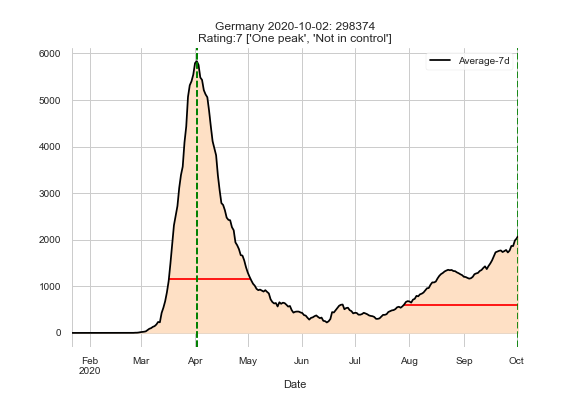 Germany 2020-10-02: 298374
Rating:7 ['One peak', 'Not in control']
Average-7d
6000
5000
4000
3000
2000
1000
0
Feb Mar Apr May Jun Jul Aug Sep Oct
2020
Date